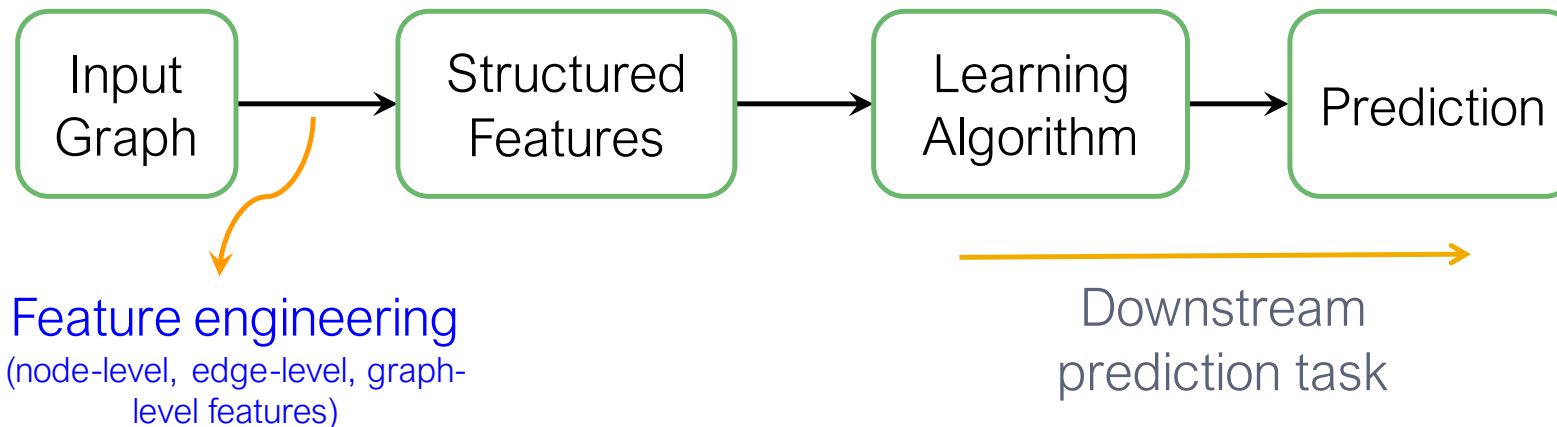 Input
Graph
Structured
Features
Learning
Algorithm
Prediction
Feature engineering
(node-level, edge-level, graph-
level features)
Downstream
prediction task